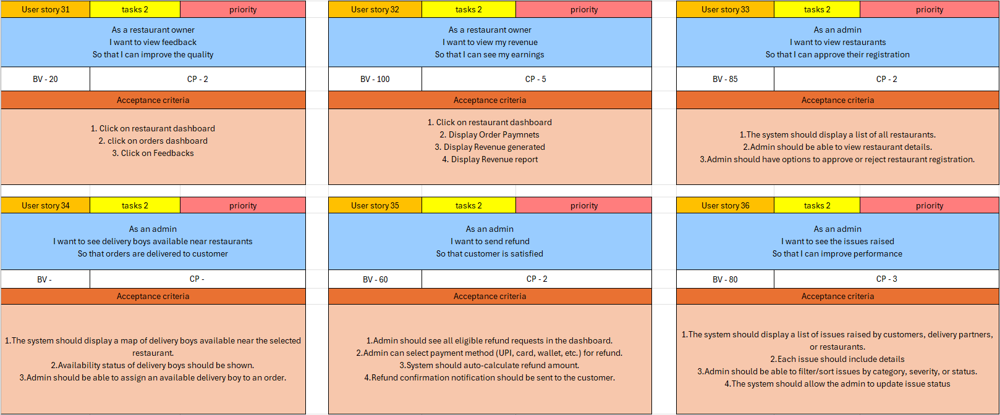 User story 31 tasks 2 priority
As a restaurant owner
I want to view feedback
So that I can improve the quality
BV - 20 CP - 2
Acceptance criteria
1. Click on restaurant dashboard
2. click on orders dashboard
3. Click on Feedbacks
User story 32 tasks 2 priority
As a restaurant owner
I want to view my revenue
So that I can see my earnings
BV - 100 CP - 5
Acceptance criteria
1. Click on restaurant dashboard
2. Display Order Paymnets
3. Display Revenue generated
4. Display Revenue report
User story 33 tasks 2 priority
As an admin
I want to view restaurants
So that I can approve their registration
BV - 85 CP - 2
Acceptance criteria
1.The system should display a list of all restaurants.
2.Admin should be able to view restaurant details.
3.Admin should have options to approve or reject restaurant registration.
User story 34 tasks 2 priority
As an admin
I want to see delivery boys available near restaurants
So that orders are delivered to customer
BV - CP -
Acceptance criteria
1.The system should display a map of delivery boys available near the selected
restaurant.
2.Availability status of delivery boys should be shown.
3.Admin should be able to assign an available delivery boy to an order.
User story 35 tasks 2 priority
As an admin
I want to send refund
So that customer is satisfied
BV - 60 CP - 2
Acceptance criteria
1.Admin should see all eligible refund requests in the dashboard.
2.Admin can select payment method (UPI, card, wallet, etc.) for refund.
3.System should auto-calculate refund amount.
4.Refund confirmation notification should be sent to the customer.
User story 36 tasks 2 priority
As an admin
I want to see the issues raised
So that I can improve performance
BV - 80 CP - 3
Acceptance criteria
1.The system should display a list of issues raised by customers, delivery partners,
or restaurants.
2.Each issue should include details
3.Admin should be able to filter/sort issues by category, severity, or status.
4.The system should allow the admin to update issue status